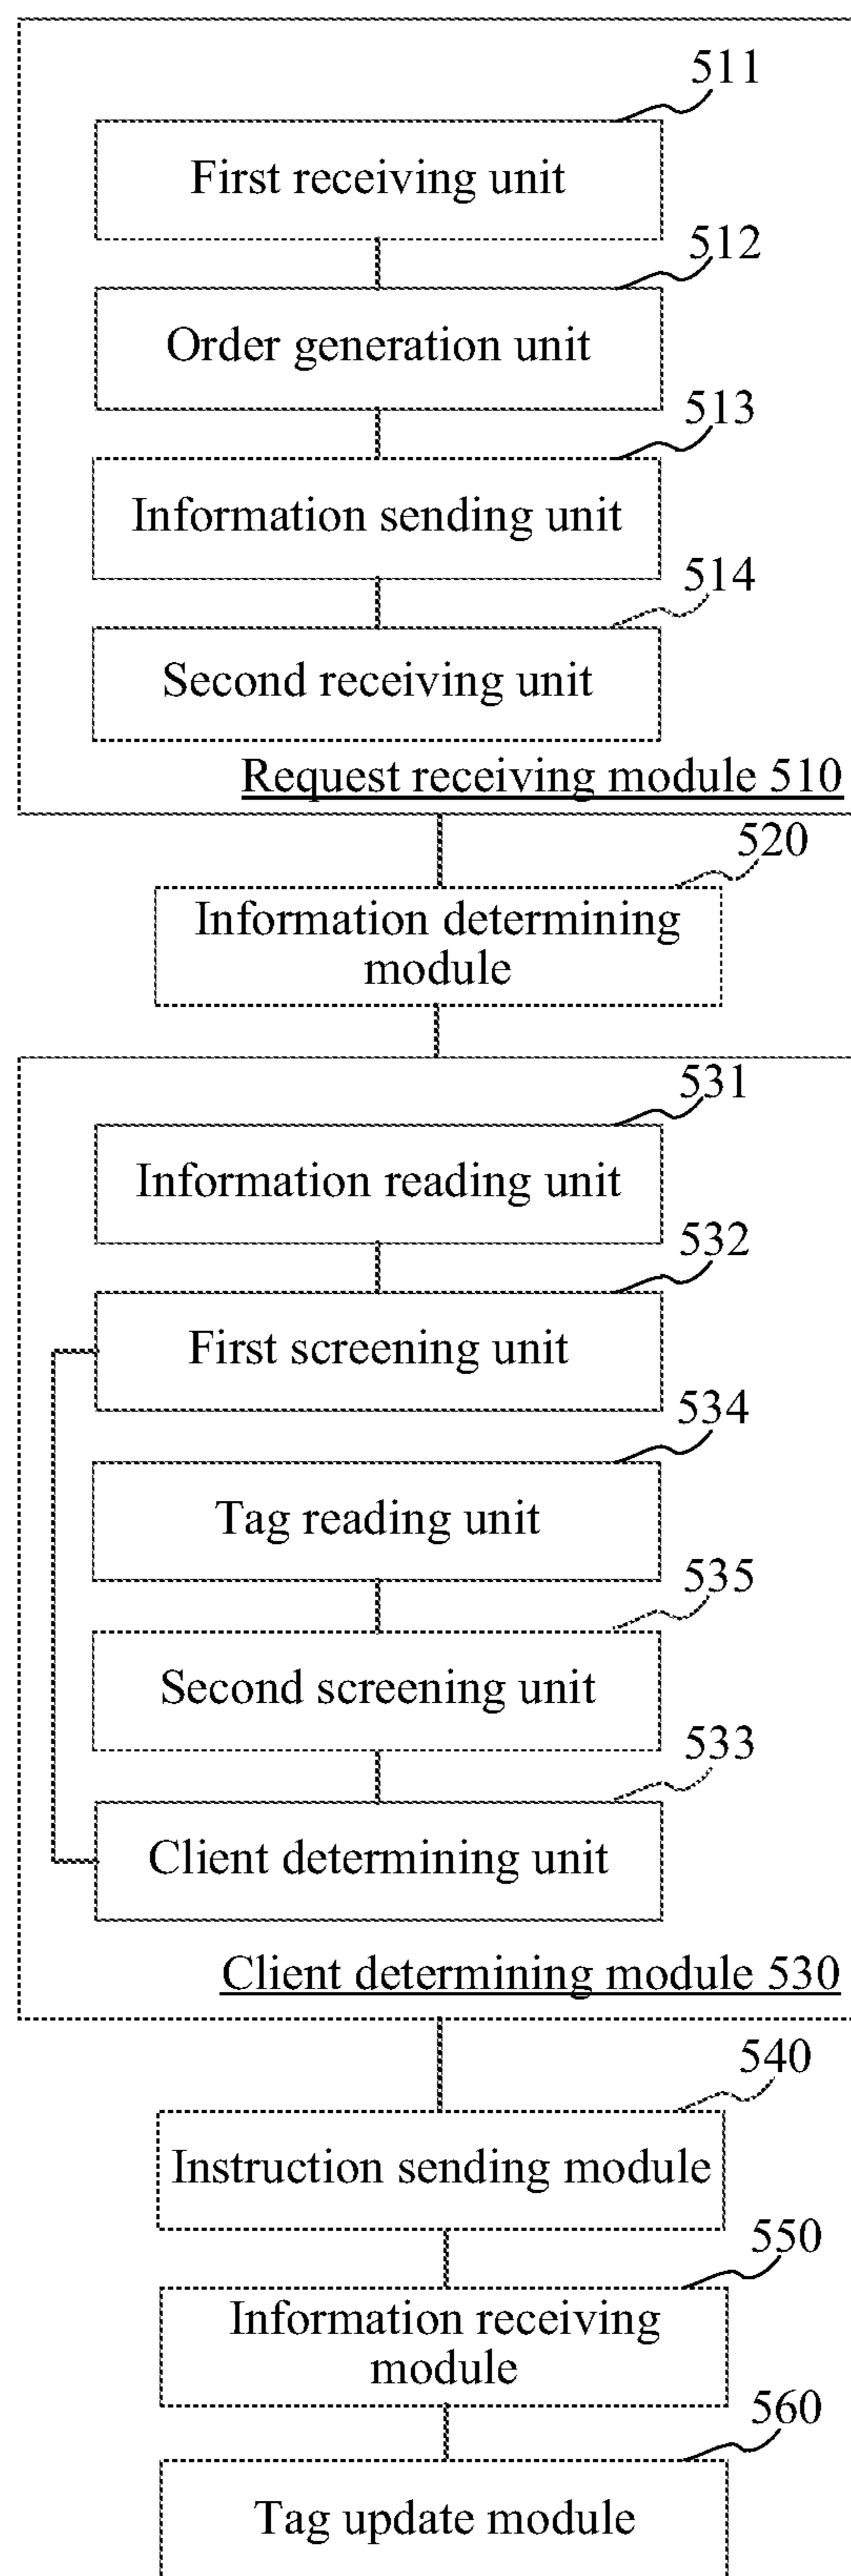 511
First receiving unit
512
Order generation unit
513
Information sending unit
514
Second receiving unit
Request receiving module 510
520
Information determining
module
531
Information reading unit
532
First screening unit
534
Tag reading unit
535
Second screening unit
533
Client determining unit
Client determining module 530
540
Instruction sending module
550
Information receiving
module
560
Tag update module